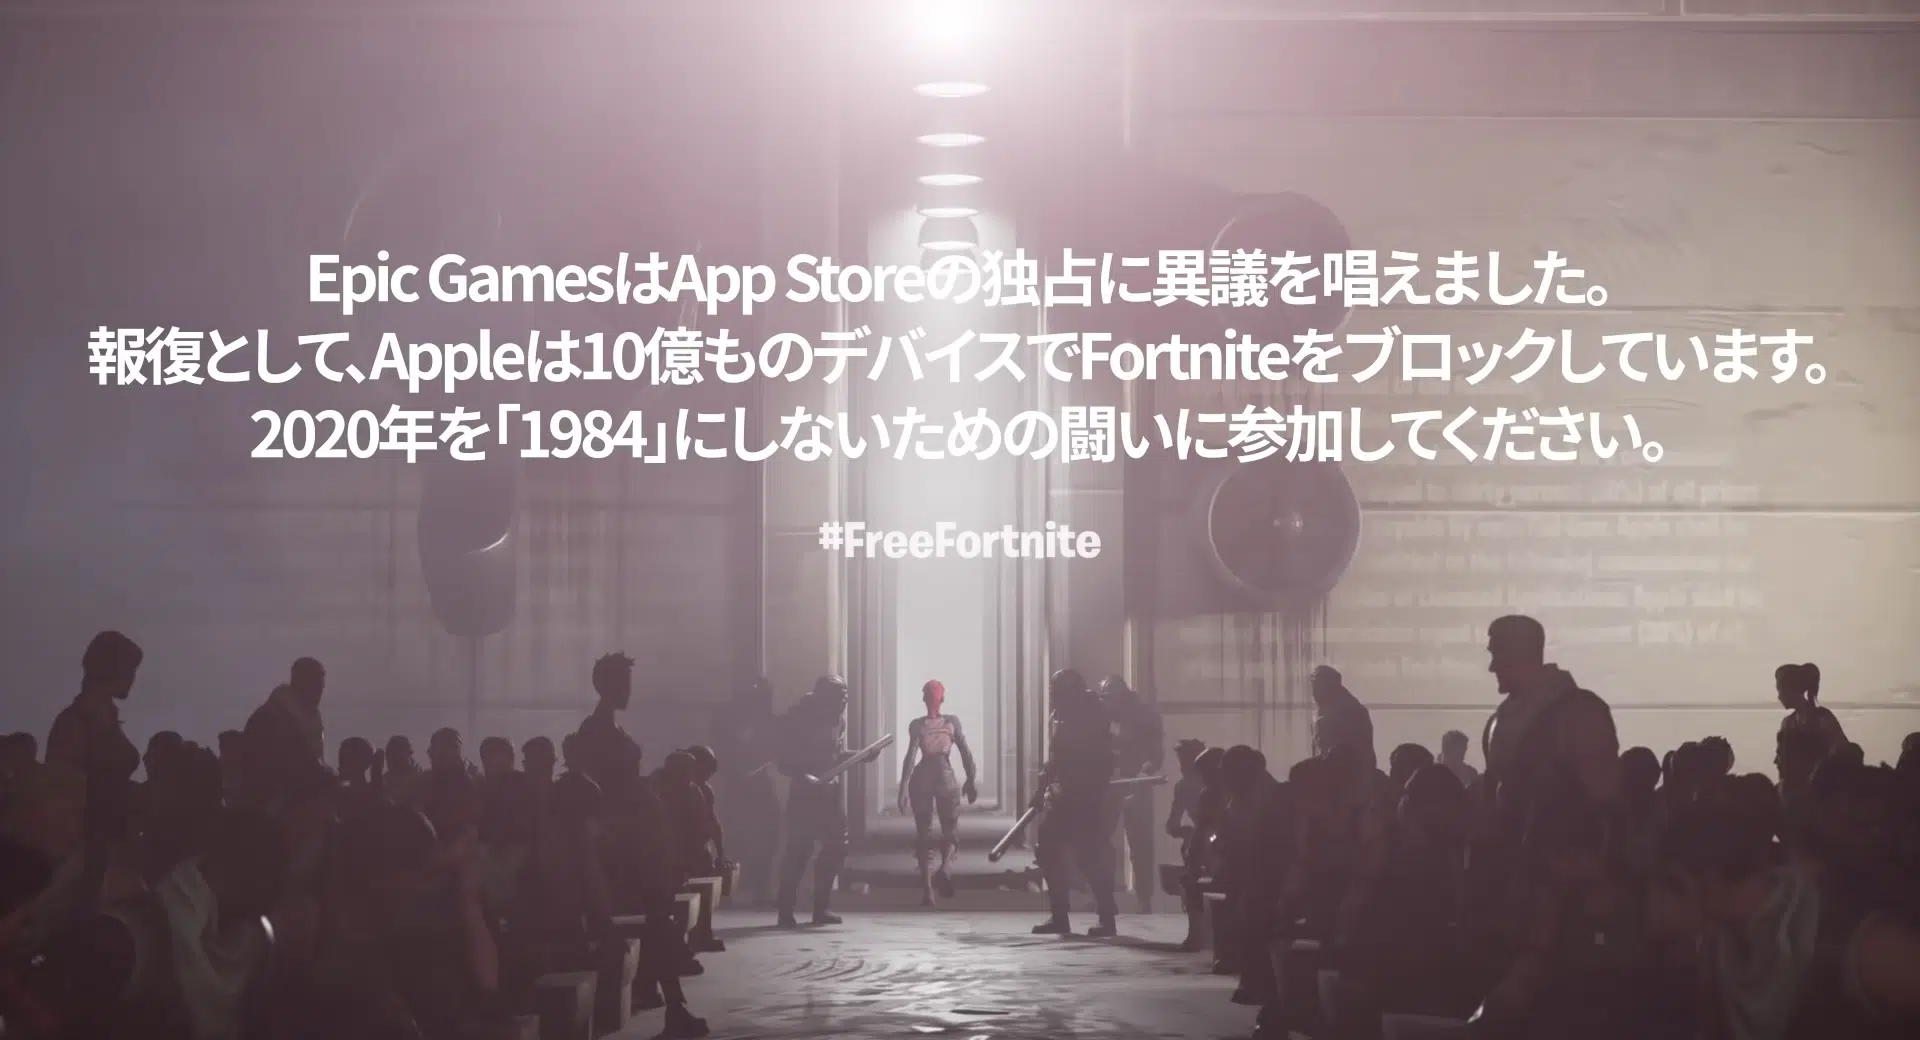 Epic GamesはApp Storeの独占に異議を唱えました。
報復として、Appleは10億ものデバイスでFortniteをブロックしています。
2020年を「1984」にしないための闘いに参加してください。
#FreeFortnite